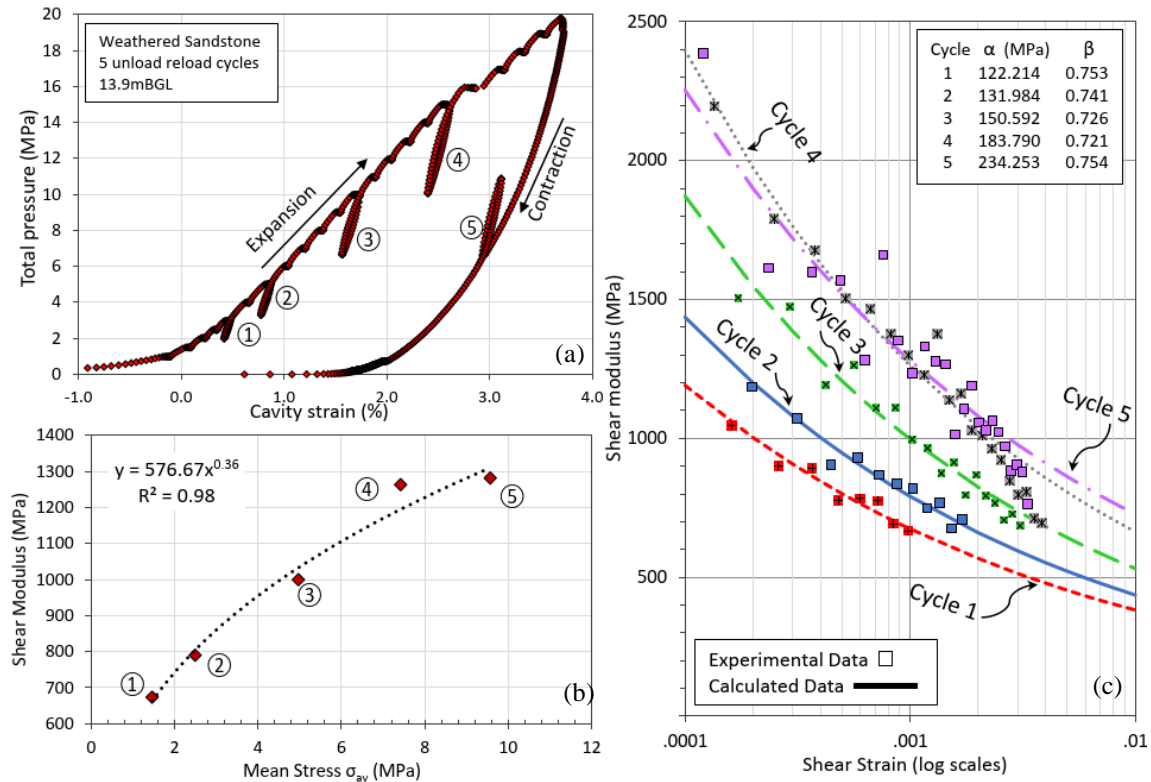 (a)
Weathered Sandstone
5 unload reload cycles
13.9mBGL
Total pressure (MPa)
20
18
16
14
12
10
8
6
4
2
0
-1.0 0.0 1.0 2.0 3.0 4.0
Cavity strain (%)
Expansion
Contraction
① ② ③ ④ ⑤
(b)
y = 576.67x^0.36
R² = 0.98
Shear Modulus (MPa)
1400
1300
1200
1100
1000
900
800
700
600
① ② ③ ④ ⑤
0 2 4 6 8 10 12
Mean Stress σav (MPa)
(c)
Cycle α (MPa) β
1 122.214 0.753
2 131.984 0.741
3 150.592 0.726
4 183.790 0.721
5 234.253 0.754
Shear modulus (MPa)
2500
2000
1500
1000
500
Cycle 4
Cycle 3
Cycle 2
Cycle 5
Cycle 1
Experimental Data
Calculated Data
.0001 .001 .01
Shear Strain (log scales)